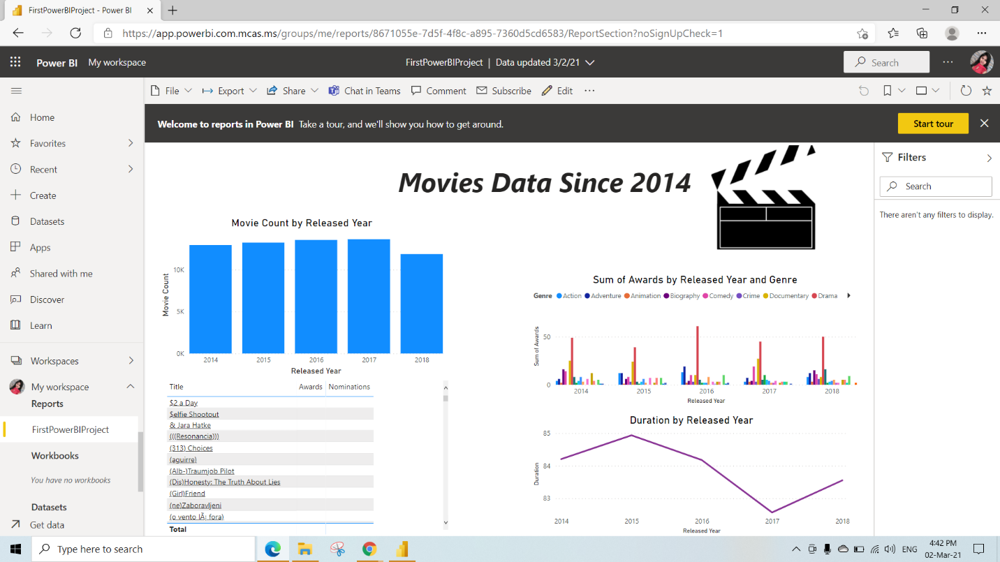 FirstPowerBIProject - Power BI
https://app.powerbi.com.mcas.ms/groups/me/reports/8671055e-7d5f-4f8c-a895-7360d5cd6583/ReportSection?noSignUpCheck=1
Power BI My workspace FirstPowerBIProject | Data updated 3/2/21 Search
File Export Share Chat in Teams Comment Subscribe Edit
Home
Favorites
Recent
Create
Datasets
Apps
Shared with me
Discover
Learn
Workspaces
My workspace
Reports
FirstPowerBIProject
Workbooks
You have no workbooks
Datasets
Get data
Welcome to reports in Power BI Take a tour, and we'll show you how to get around. Start tour
Movies Data Since 2014
Movie Count by Released Year
Movie Count
10K
5K
0K
2014 2015 2016 2017 2018
Released Year
Title Awards Nominations
$2 a Day
$elfie Shootout
& Jara Hatke
(((Resonancia)))
(313) Choices
(aguirre)
(Alb-)Traumjob Pilot
(Dis)Honesty: The Truth About Lies
(Girl)Friend
(ne)Zaboravljeni
(o vento lÃ¡ fora)
Total
Sum of Awards by Released Year and Genre
Genre Action Adventure Animation Biography Comedy Crime Documentary Drama
Sum of Awards
50
0
2014 2015 2016 2017 2018
Released Year
Duration by Released Year
Duration
85
84
83
2014 2015 2016 2017 2018
Released Year
Filters
Search
There aren't any filters to display.
Type here to search
ENG
4:42 PM
02-Mar-21